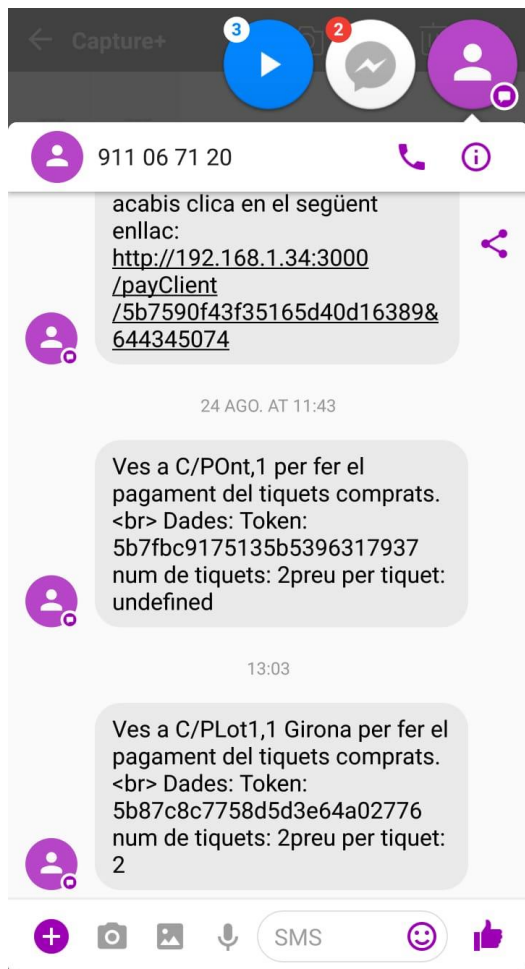 Capture+
3
2
911 06 71 20
acabis clica en el següent
enllac:
http://192.168.1.34:3000
/payClient
/5b7590f43f35165d40d16389&
644345074
24 AGO. AT 11:43
Ves a C/POnt,1 per fer el
pagament del tiquets comprats.
<br> Dades: Token:
5b7fbc9175135b5396317937
num de tiquets: 2preu per tiquet:
undefined
13:03
Ves a C/PLot1,1 Girona per fer el
pagament del tiquets comprats.
<br> Dades: Token:
5b87c8c7758d5d3e64a02776
num de tiquets: 2preu per tiquet:
2
SMS